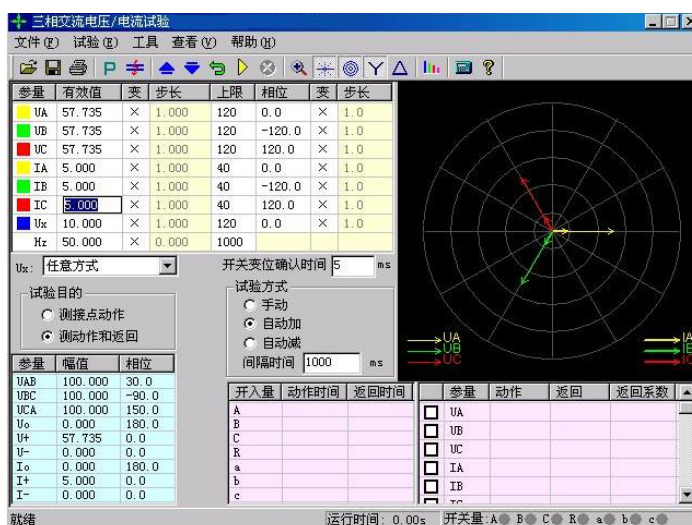 三相交流电压/电流试验
文件(F) 试验(E) 工具 查看(V) 帮助(H)
参量 有效值 变 步长 上限 相位 变 步长
UA 57.735 × 1.000 120 0.0 × 1.0
UB 57.735 × 1.000 120 -120.0 × 1.0
UC 57.735 × 1.000 120 120.0 × 1.0
IA 5.000 × 1.000 40 0.0 × 1.0
IB 5.000 × 1.000 40 -120.0 × 1.0
IC 5.000 × 1.000 40 120.0 × 1.0
Ux 10.000 × 1.000 120 0.0 × 1.0
Hz 50.000 × 0.000 1000
Ux: 任意方式 开关变位确认时间 5 ms
试验目的
测接点动作
测动作和返回
试验方式
手动
自动加
自动减
间隔时间 1000 ms
UA IA
UB IB
UC IC
参量 幅值 相位
UAB 100.000 30.0
UBC 100.000 -90.0
UCA 100.000 150.0
Uo 0.000 180.0
U+ 57.735 0.0
U- 0.000 0.0
Io 0.000 180.0
I+ 5.000 0.0
I- 0.000 0.0
开入量 动作时间 返回时间
A
B
C
R
a
b
c
参量 动作 返回 返回系数
UA
UB
UC
IA
IB
就绪 运行时间: 0.00s 开关量: A B C R a b c